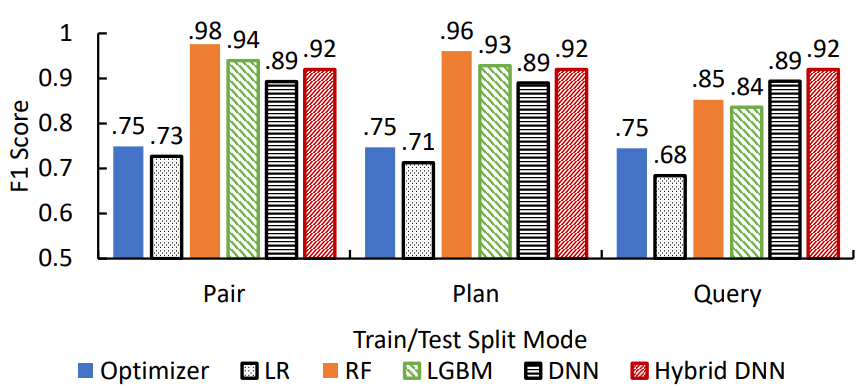 F1 Score
1
0.9
0.8
0.7
0.6
0.5
.75 .73 .98 .94 .89 .92
.75 .71 .96 .93 .89 .92
.75 .68 .85 .84 .89 .92
Pair Plan Query
Train/Test Split Mode
Optimizer LR RF LGBM DNN Hybrid DNN